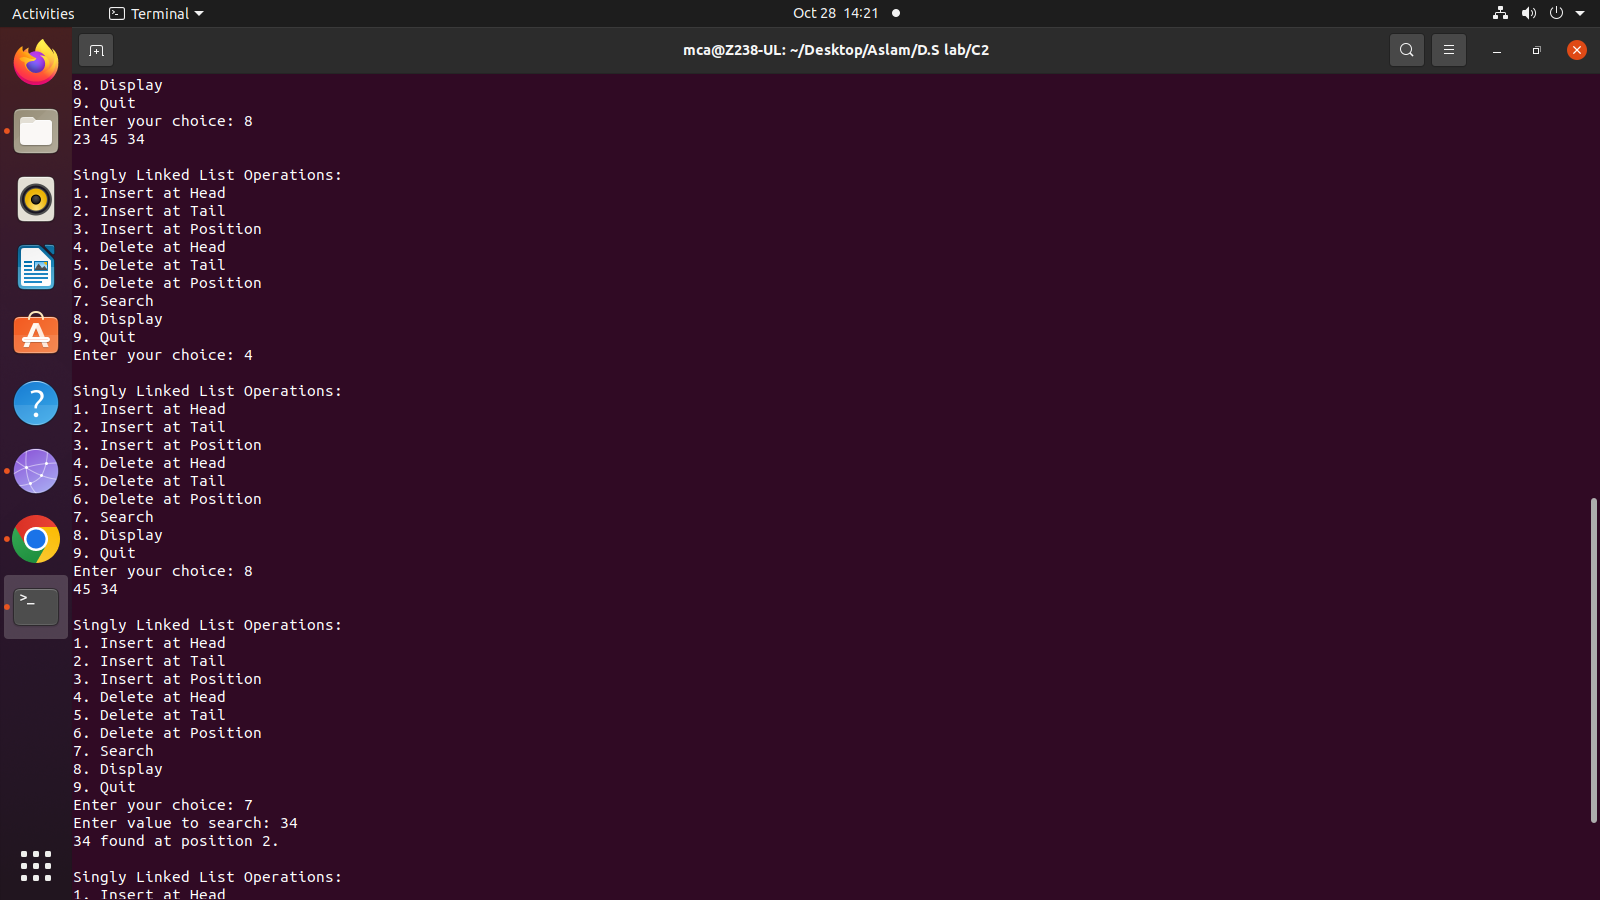 Activities Terminal Oct 28 14:21
mca@Z238-UL: ~/Desktop/Aslam/D.S lab/C2
8. Display
9. Quit
Enter your choice: 8
23 45 34
Singly Linked List Operations:
1. Insert at Head
2. Insert at Tail
3. Insert at Position
4. Delete at Head
5. Delete at Tail
6. Delete at Position
7. Search
8. Display
9. Quit
Enter your choice: 4
Singly Linked List Operations:
1. Insert at Head
2. Insert at Tail
3. Insert at Position
4. Delete at Head
5. Delete at Tail
6. Delete at Position
7. Search
8. Display
9. Quit
Enter your choice: 8
45 34
Singly Linked List Operations:
1. Insert at Head
2. Insert at Tail
3. Insert at Position
4. Delete at Head
5. Delete at Tail
6. Delete at Position
7. Search
8. Display
9. Quit
Enter your choice: 7
Enter value to search: 34
34 found at position 2.
Singly Linked List Operations:
1. Insert at Head